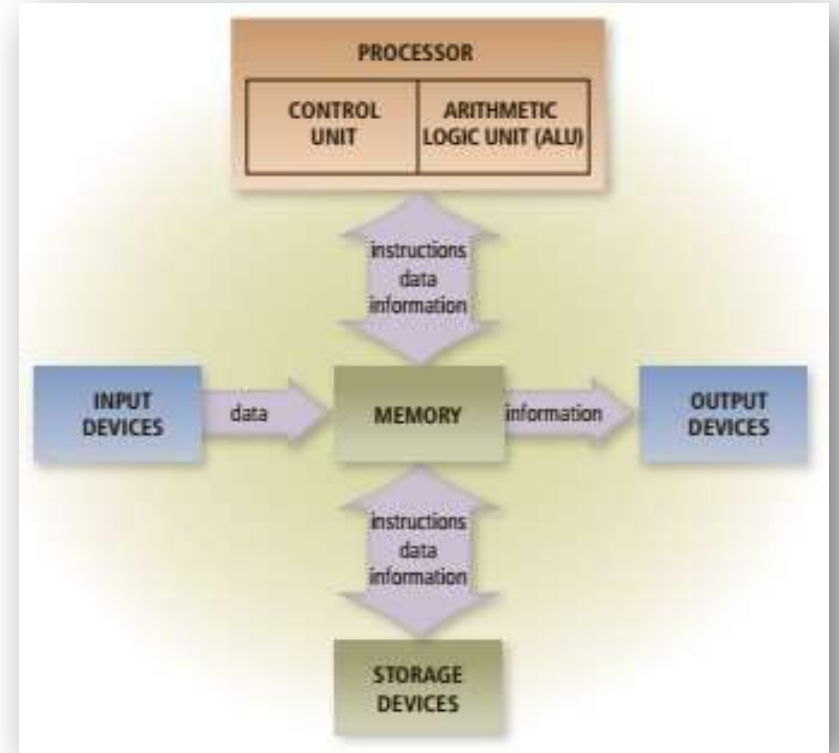 PROCESSOR
CONTROL
UNIT
ARITHMETIC
LOGIC UNIT (ALU)
instructions
data
information
INPUT
DEVICES
data
MEMORY
information
OUTPUT
DEVICES
instructions
data
information
STORAGE
DEVICES